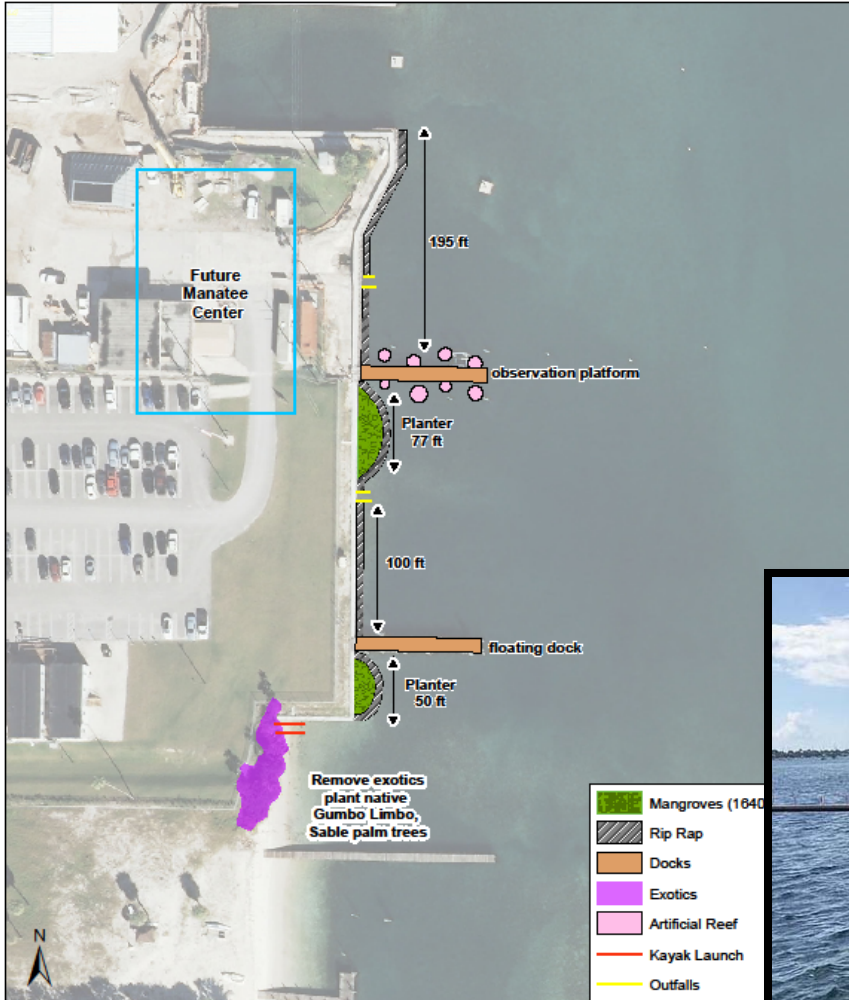 195 ft
Future
Manatee
Center
observation platform
Planter
77 ft
100 ft
floating dock
Planter
50 ft
Remove exotics
plant native
Gumbo Limbo,
Sable palm trees
Mangroves (1640
Rip Rap
Docks
Exotics
Artificial Reef
Kayak Launch
Outfalls
N